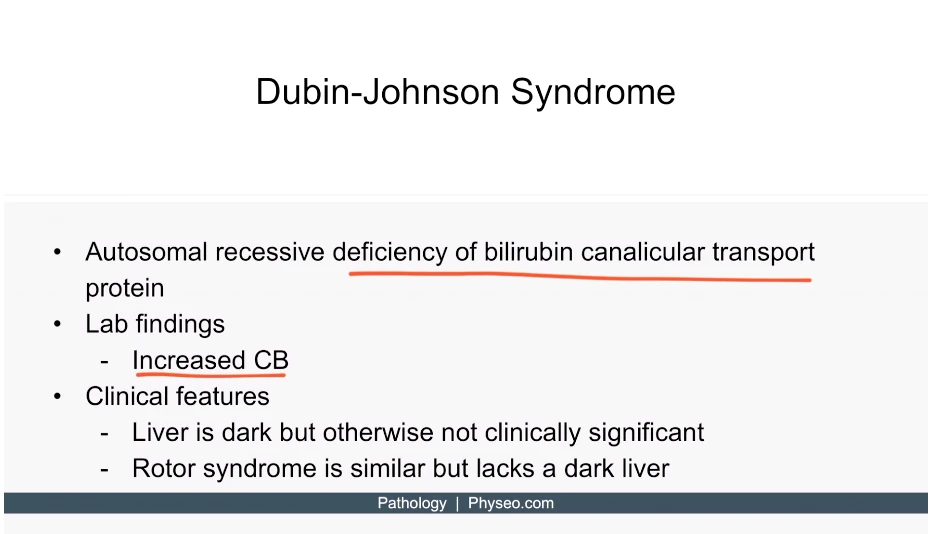 Dubin-Johnson Syndrome
• Autosomal recessive deficiency of bilirubin canalicular transport
protein
• Lab findings
- Increased CB
• Clinical features
- Liver is dark but otherwise not clinically significant
- Rotor syndrome is similar but lacks a dark liver
Pathology | Physeo.com